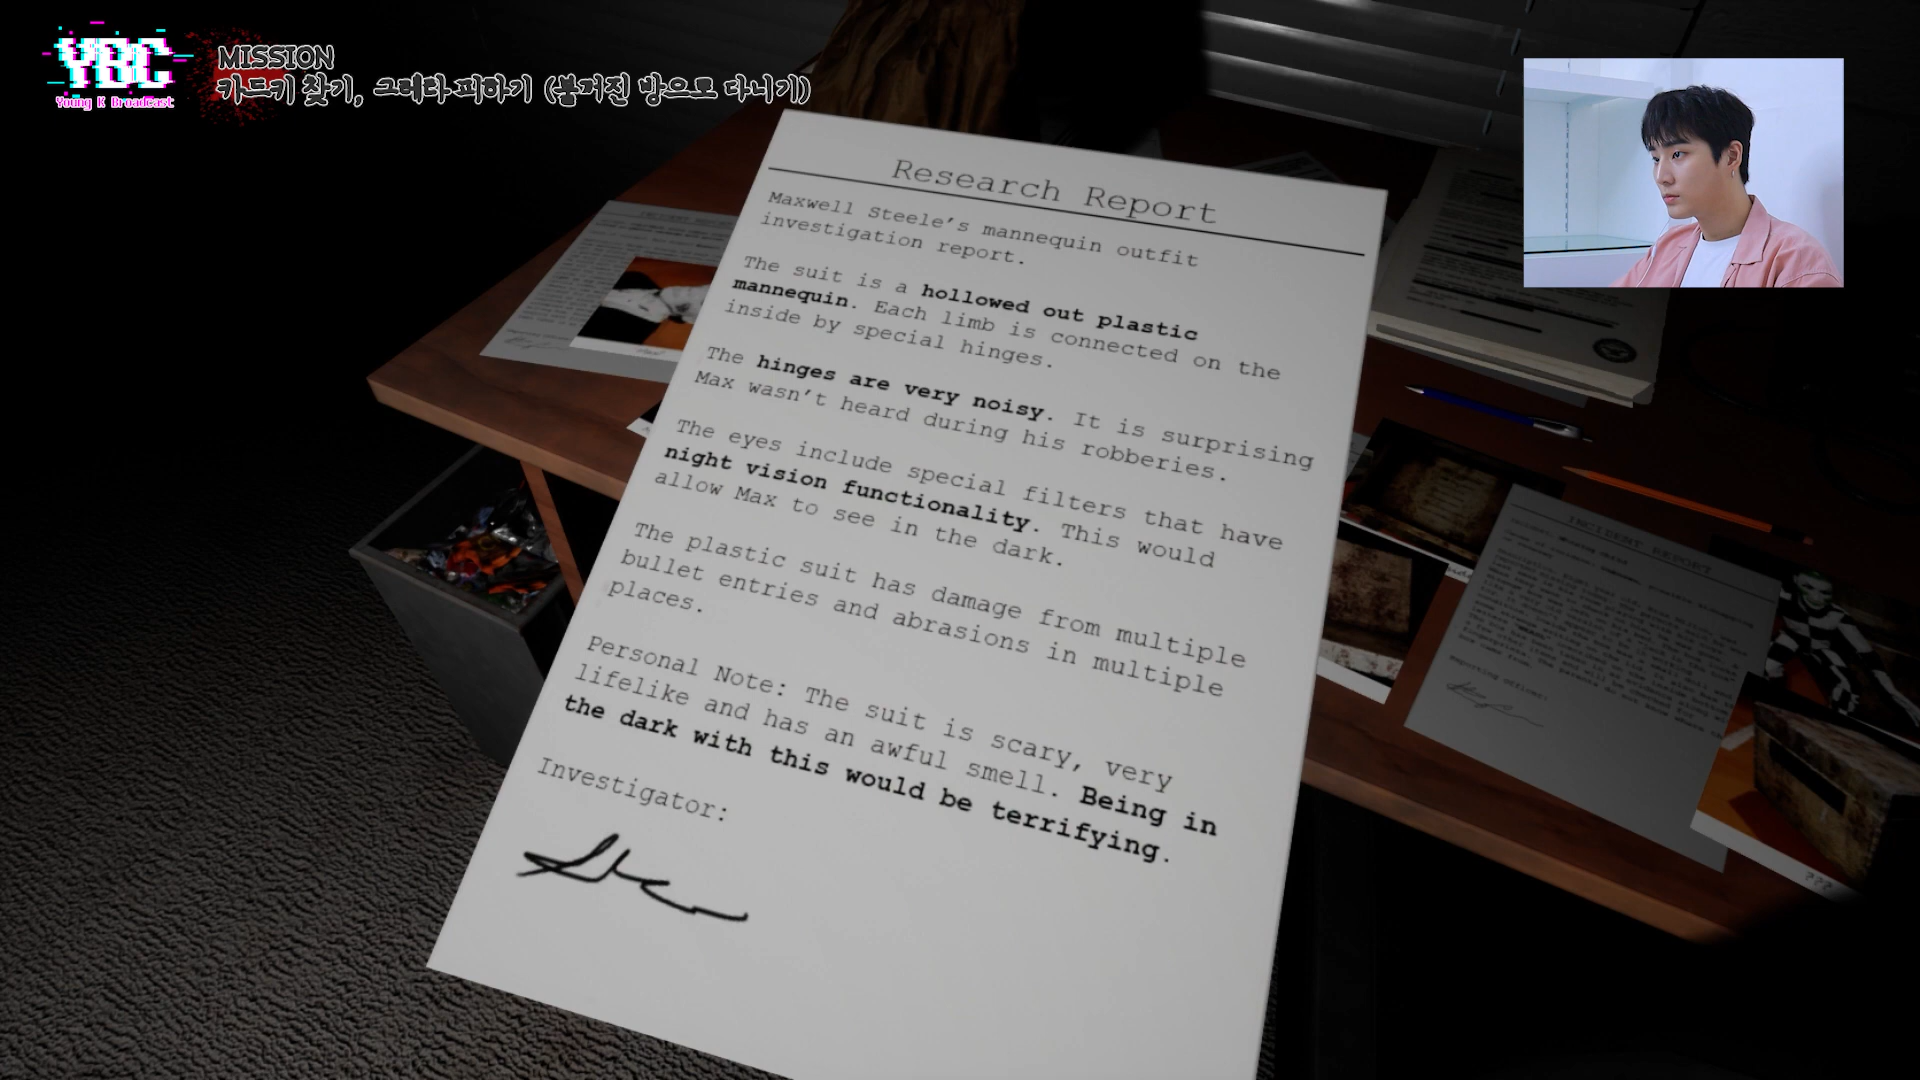 YBC
Young K Broadcast
MISSION
카드키 찾기, 그레타 피하기 (불꺼진 방으로 다니기)
Research Report
Maxwell Steele's mannequin outfit
investigation report.
The suit is a hollowed out plastic
mannequin. Each limb is connected on the
inside by special hinges.
The hinges are very noisy. It is surprising
Max wasn't heard during his robberies.
The eyes include special filters that have
night vision functionality. This would
allow Max to see in the dark.
The plastic suit has damage from multiple
bullet entries and abrasions in multiple
places.
Personal Note: The suit is scary, very
lifelike and has an awful smell. Being in
the dark with this would be terrifying.
Investigator:
INCIDENT REPORT
Reporting officer:
???